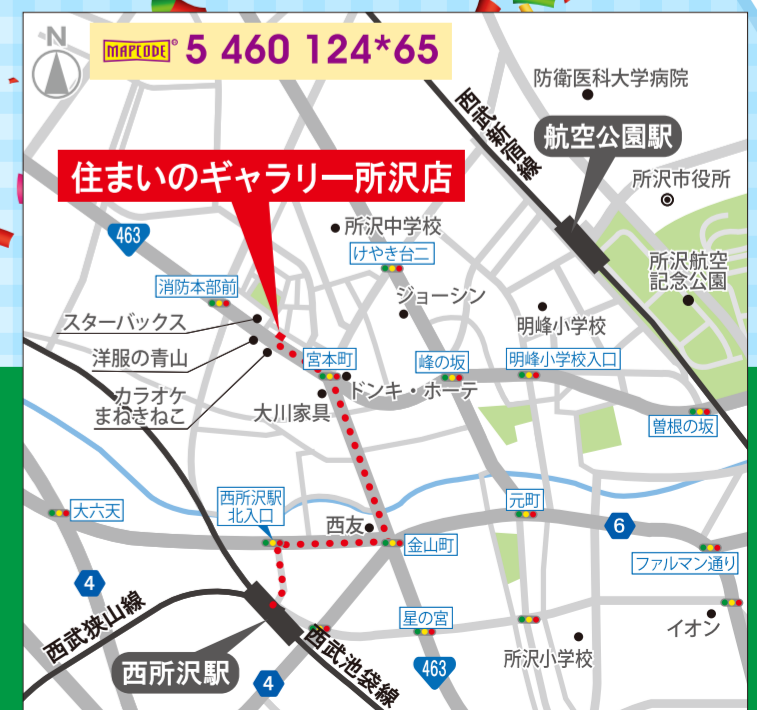 N
MAPCODE® 5 460 124*65
防衛医科大学病院
西武新宿線
航空公園駅
住まいのギャラリー所沢店
所沢市役所
所沢中学校
463
けやき台二
所沢航空
記念公園
消防本部前
ジョーシン
スターバックス
明峰小学校
洋服の青山
宮本町
峰の坂
明峰小学校入口
カラオケ
まねきねこ
ドンキ・ホーテ
大川家具
曽根の坂
西所沢駅
北入口
大六天
元町
西友
6
金山町
ファルマン通り
4
西武狭山線
星の宮
イオン
西武池袋線
所沢小学校
西所沢駅
4
463